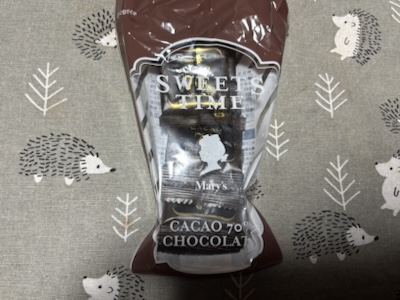 SWEETS
TIME
Mary's
CACAO 70%
CHOCOLAT